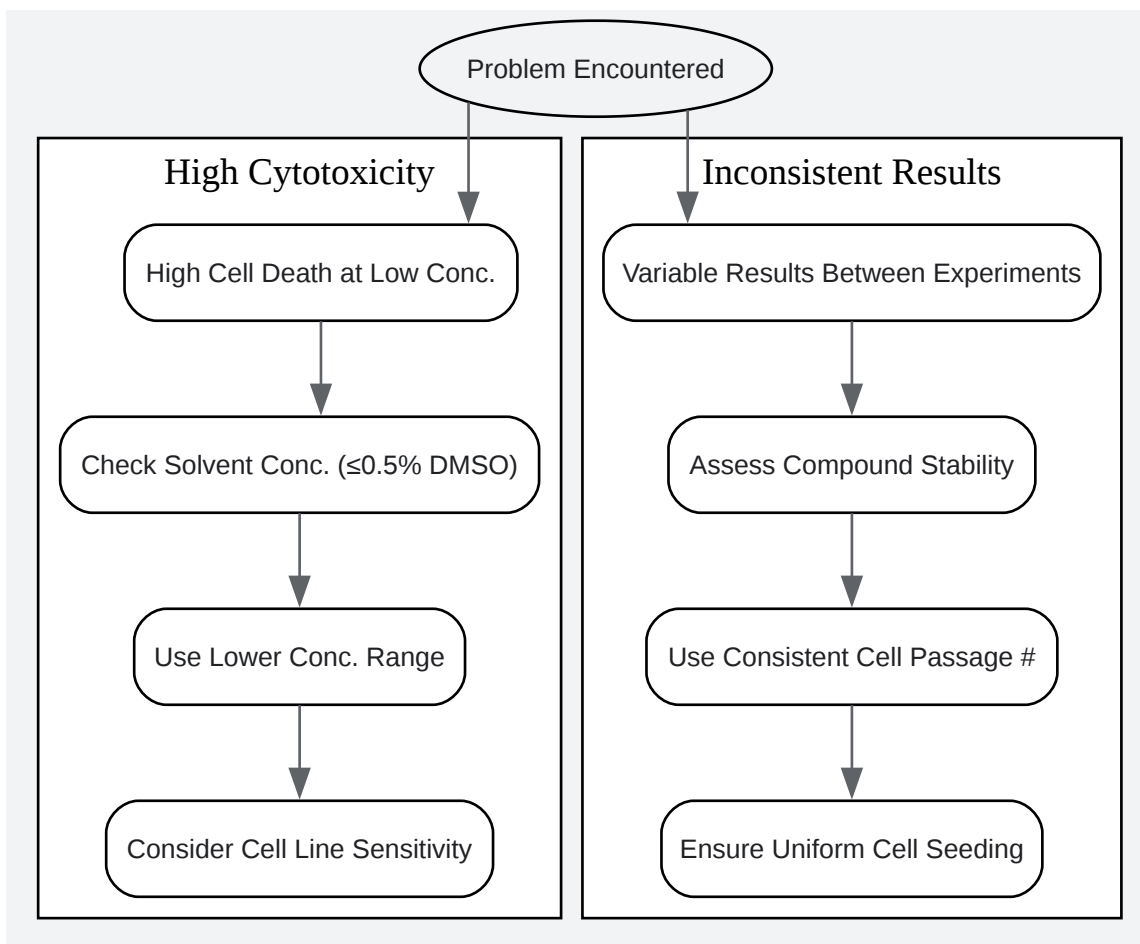 Problem Encountered
High Cytotoxicity
High Cell Death at Low Conc.
Check Solvent Conc. (≤0.5% DMSO)
Use Lower Conc. Range
Consider Cell Line Sensitivity
Inconsistent Results
Variable Results Between Experiments
Assess Compound Stability
Use Consistent Cell Passage #
Ensure Uniform Cell Seeding